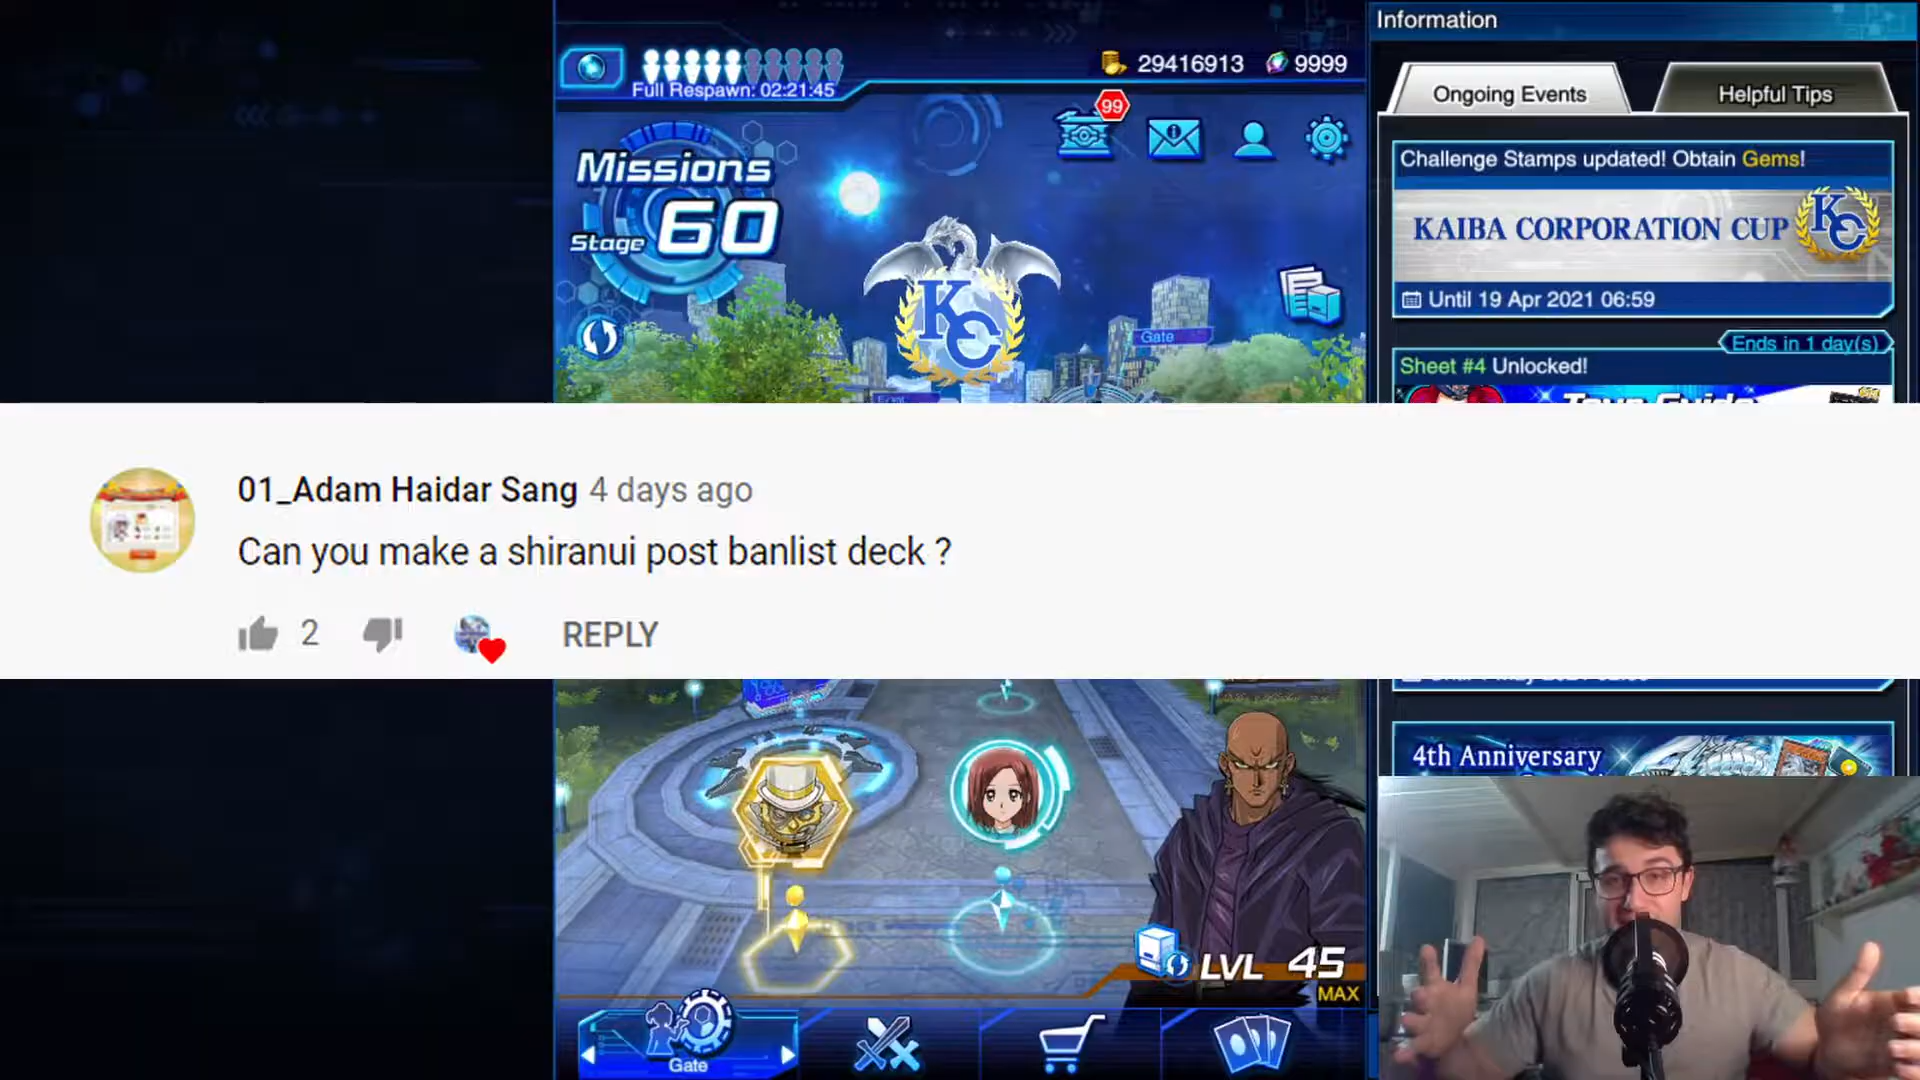 29416913
9999
Full Respawn: 02:21:45
99
Missions
Stage 60
KC
Gate
Information
Ongoing Events
Helpful Tips
Challenge Stamps updated! Obtain Gems!
KAIBA CORPORATION CUP
KC
Until 19 Apr 2021 06:59
Ends in 1 day(s)
Sheet #4 Unlocked!
01_Adam Haidar Sang 4 days ago
Can you make a shiranui post banlist deck ?
2
REPLY
4th Anniversary
LVL 45
MAX
Gate